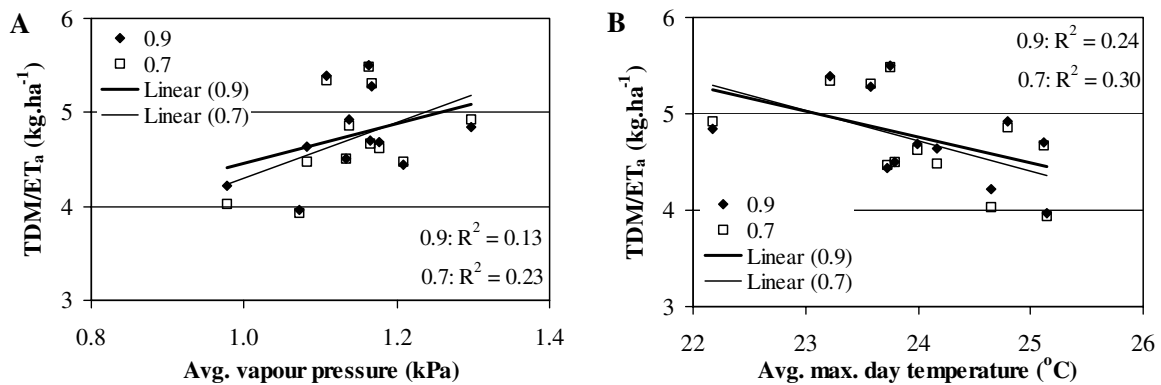 A
6
5
4
3
TDM/ETa (kg.ha-1)
0.9
0.7
Linear (0.9)
Linear (0.7)
0.9: R2 = 0.13
0.7: R2 = 0.23
0.8
1.0
1.2
1.4
Avg. vapour pressure (kPa)
B
6
5
4
3
TDM/ETa (kg.ha-1)
0.9: R2 = 0.24
0.7: R2 = 0.30
0.9
0.7
Linear (0.9)
Linear (0.7)
22
23
24
25
26
Avg. max. day temperature (oC)